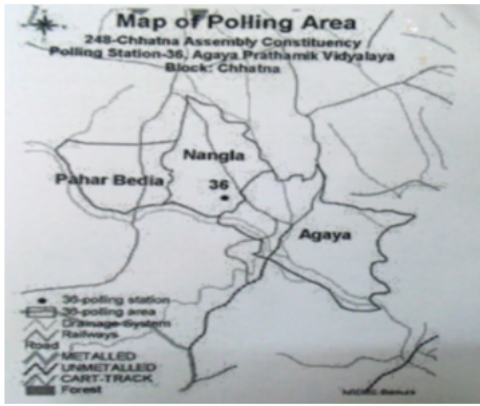 Map of Polling Area
248-Chhatna Assembly Constituency
Polling Station-36, Agaya Prathamik Vidyalaya
Block: Chhatna
Nangla
Pahar Bedia
36
Agaya
36-polling station
36-polling area
Drainage System
Railways
Road
METALLED
UNMETALLED
CART-TRACK
Forest